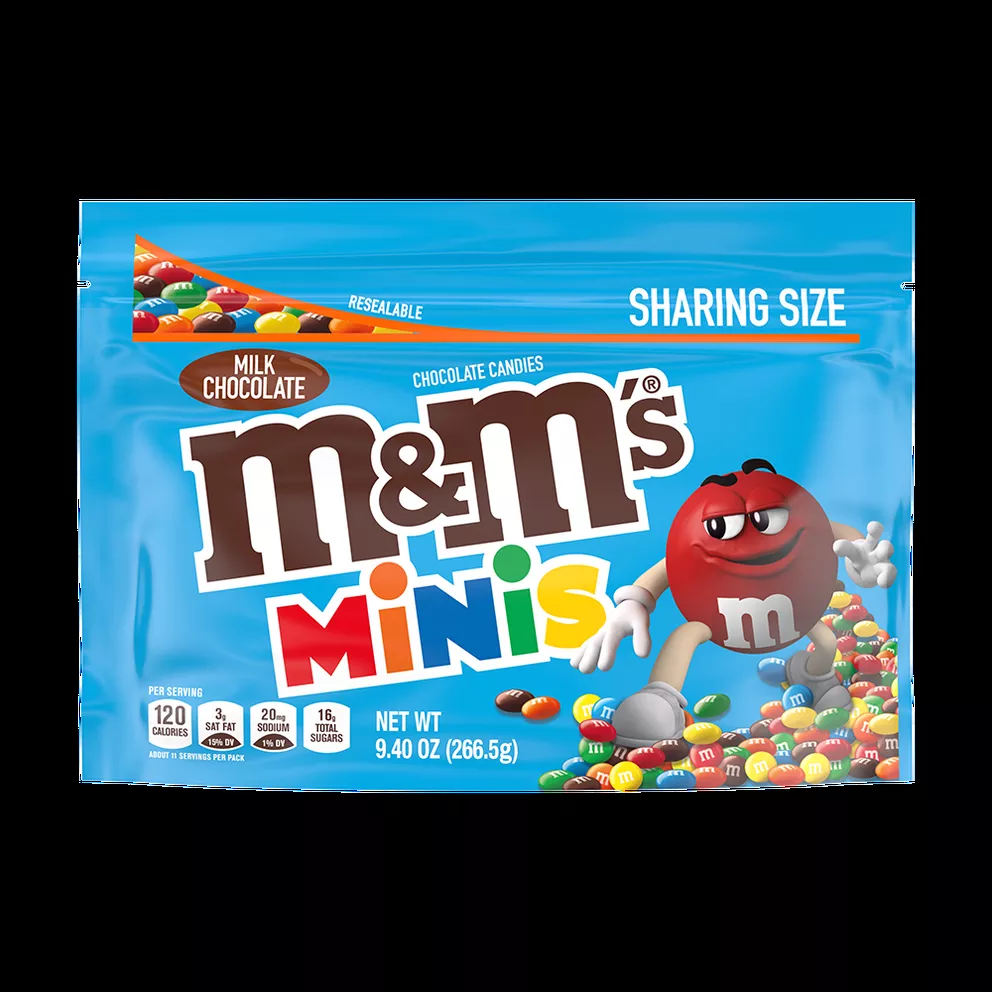 RESEALABLE
SHARING SIZE
MILK
CHOCOLATE
CHOCOLATE CANDIES
m&m's®
MINIS
m
PER SERVING
120
CALORIES
3g
SAT FAT
15% DV
20mg
SODIUM
1% DV
16g
TOTAL
SUGARS
ABOUT 11 SERVINGS PER PACK
NET WT
9.40 OZ (266.5g)